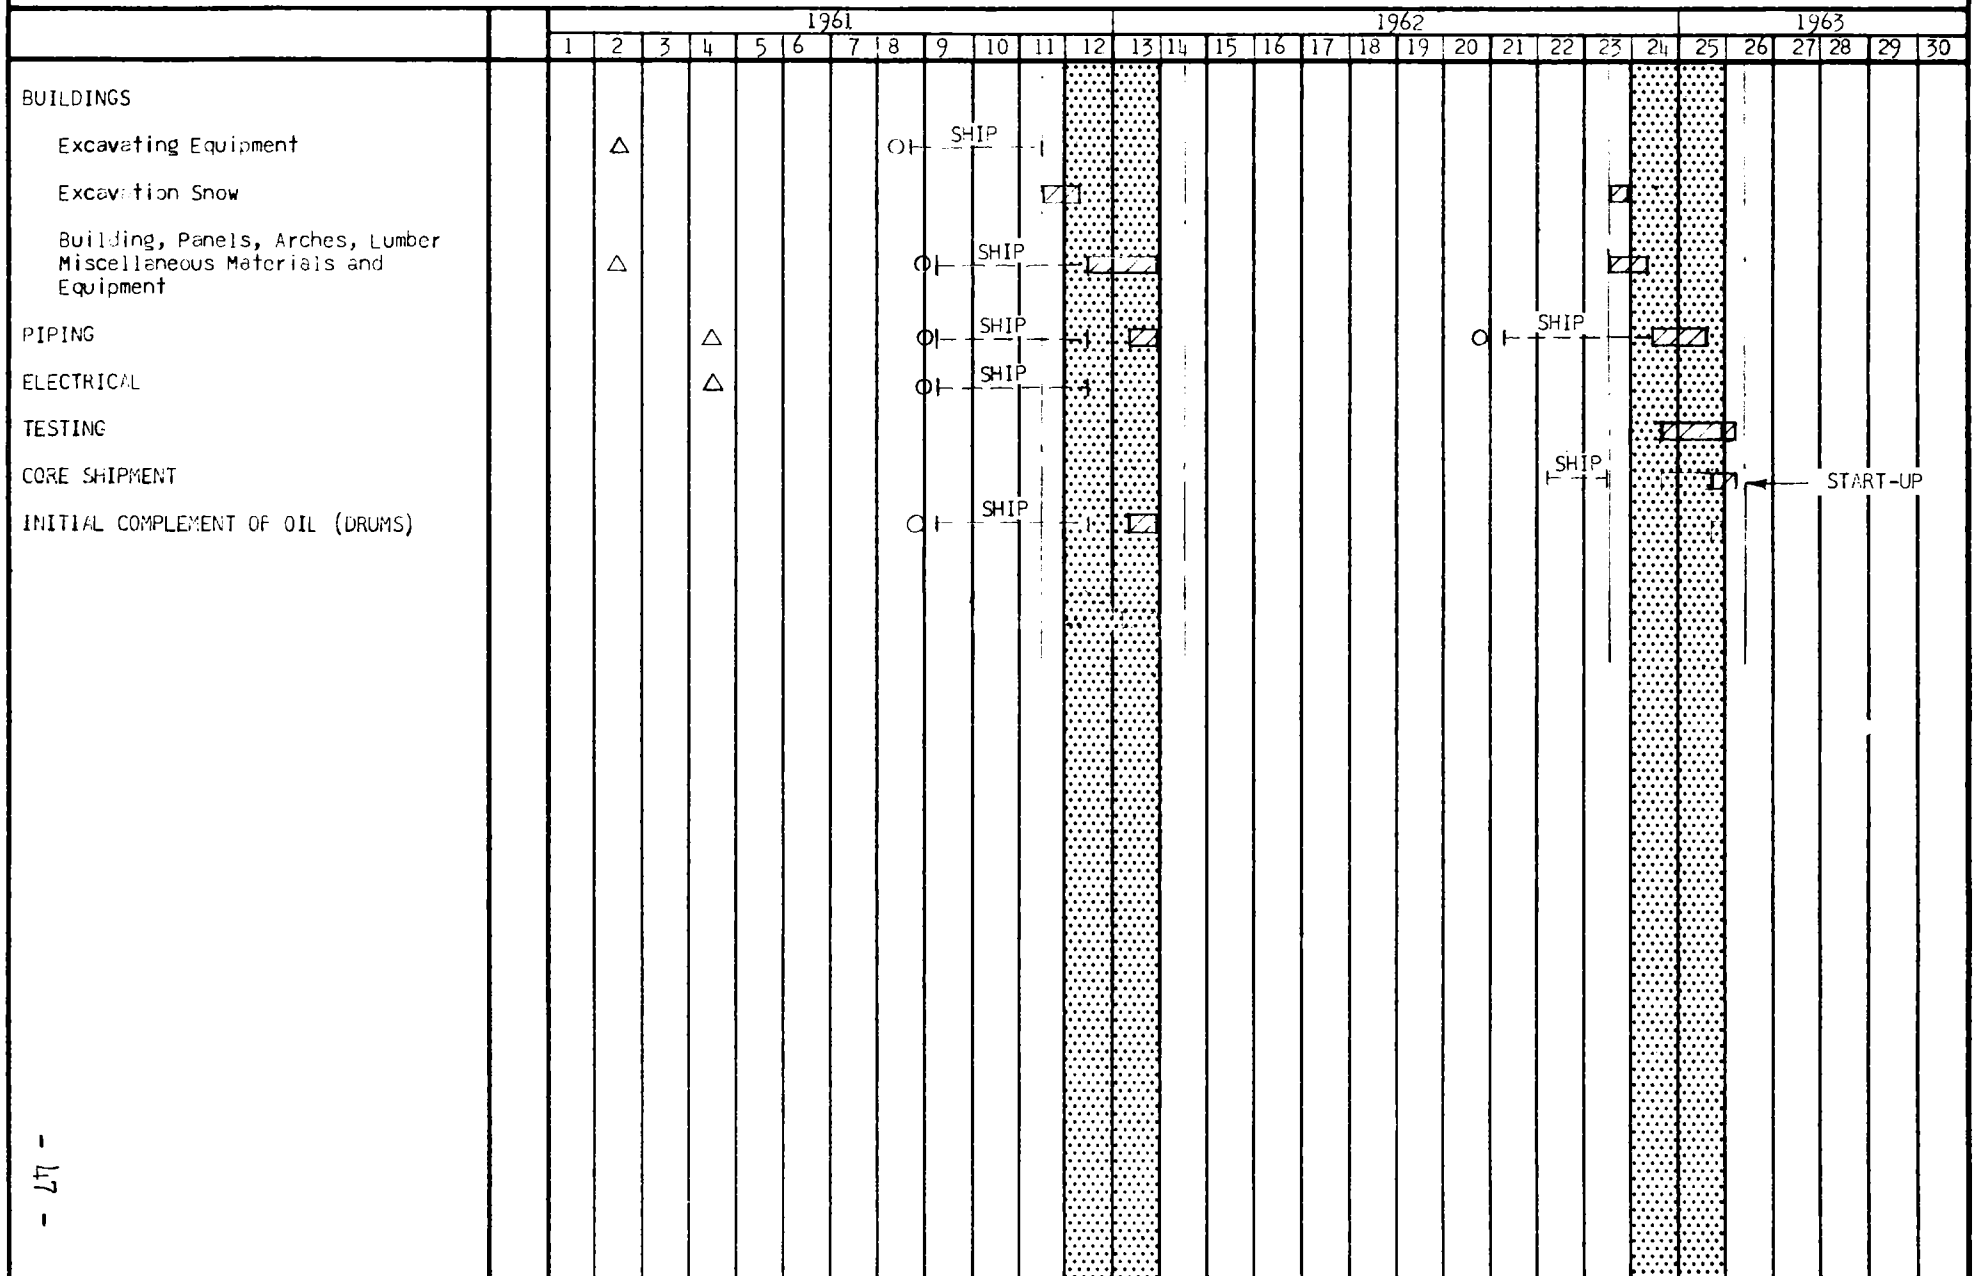 1961 1962 1963
1 2 3 4 5 6 7 8 9 10 11 12 13 14 15 16 17 18 19 20 21 22 23 24 25 26 27 28 29 30
BUILDINGS
Excavating Equipment SHIP
Excavation Snow
Building, Panels, Arches, Lumber
Miscellaneous Materials and SHIP
Equipment
PIPING SHIP SHIP
ELECTRICAL SHIP
TESTING
CORE SHIPMENT SHIP START-UP
INITIAL COMPLEMENT OF OIL (DRUMS) SHIP
- 47 -